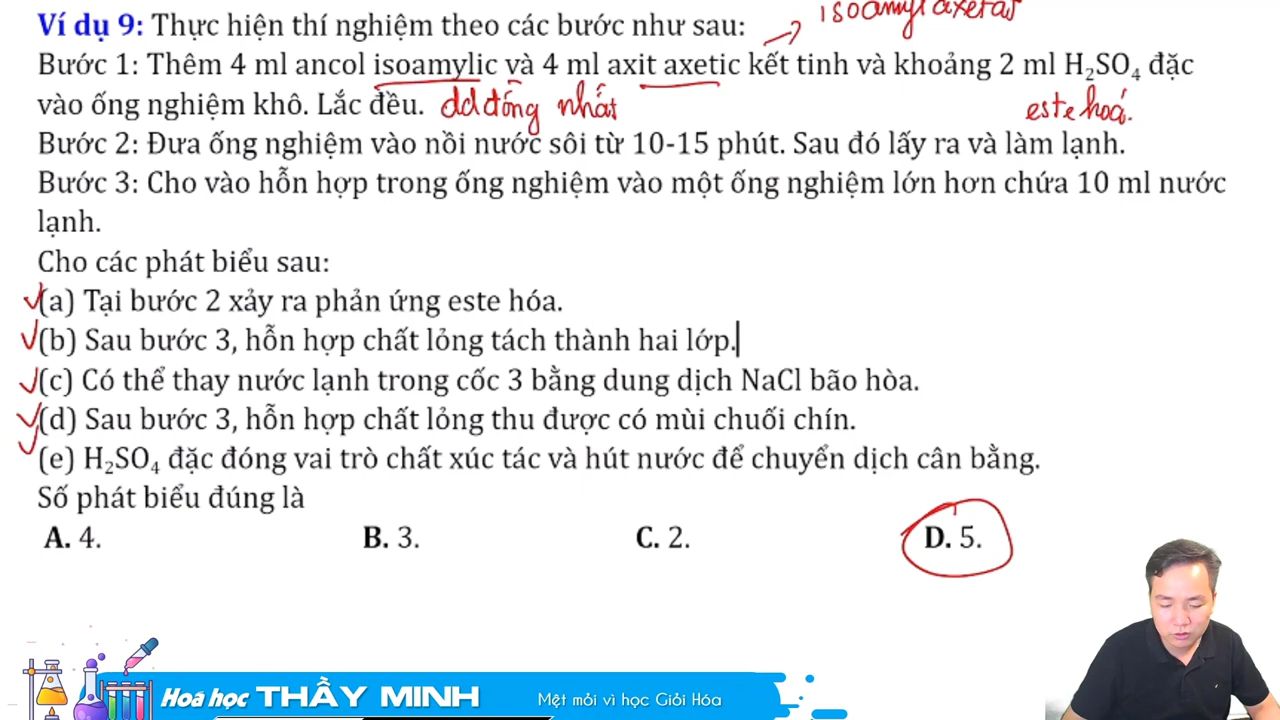 isoamyl axetat
Ví dụ 9: Thực hiện thí nghiệm theo các bước như sau:
Bước 1: Thêm 4 ml ancol isoamylic và 4 ml axit axetic kết tinh và khoảng 2 ml H₂SO₄ đặc
vào ống nghiệm khô. Lắc đều. dd đồng nhất este hoá.
Bước 2: Đưa ống nghiệm vào nồi nước sôi từ 10-15 phút. Sau đó lấy ra và làm lạnh.
Bước 3: Cho vào hỗn hợp trong ống nghiệm vào một ống nghiệm lớn hơn chứa 10 ml nước
lạnh.
Cho các phát biểu sau:
(a) Tại bước 2 xảy ra phản ứng este hóa.
(b) Sau bước 3, hỗn hợp chất lỏng tách thành hai lớp.
(c) Có thể thay nước lạnh trong cốc 3 bằng dung dịch NaCl bão hòa.
(d) Sau bước 3, hỗn hợp chất lỏng thu được có mùi chuối chín.
(e) H₂SO₄ đặc đóng vai trò chất xúc tác và hút nước để chuyển dịch cân bằng.
Số phát biểu đúng là
A. 4. B. 3. C. 2. D. 5.
Hoá học THẦY MINH Mệt mỏi vì học Giỏi Hóa